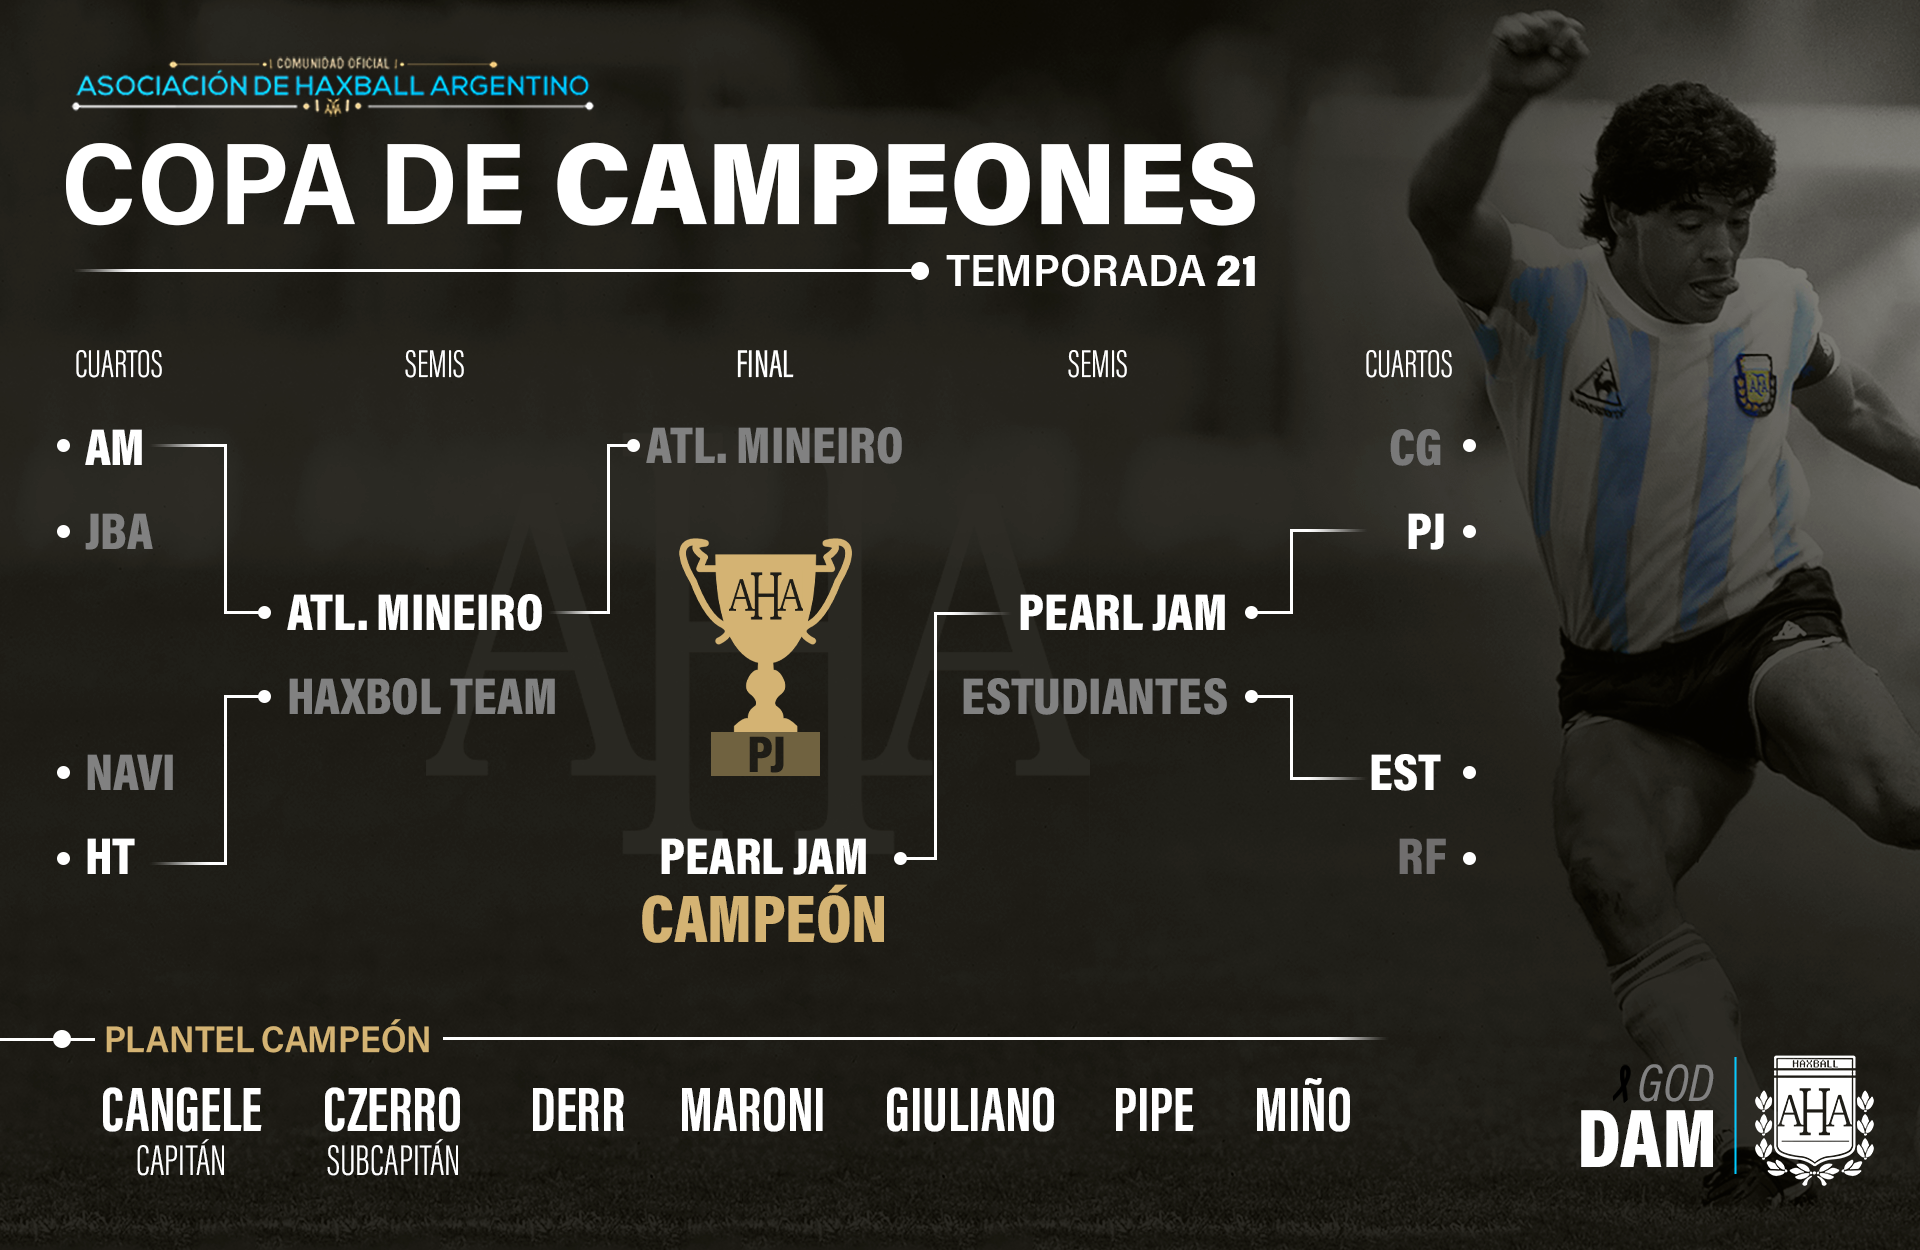 COMUNIDAD OFICIAL
ASOCIACIÓN DE HAXBALL ARGENTINO
COPA DE CAMPEONES
TEMPORADA 21
CUARTOS SEMIS FINAL SEMIS CUARTOS
AM ATL. MINEIRO CG
JBA PJ
AHA
ATL. MINEIRO PEARL JAM
HAXBOL TEAM ESTUDIANTES
PJ
NAVI EST
HT PEARL JAM RF
CAMPEÓN
PLANTEL CAMPEÓN
CANGELE CZERRO DERR MARONI GIULIANO PIPE MIÑO
CAPITÁN SUBCAPITÁN
GOD
DAM
HAXBALL
AHA